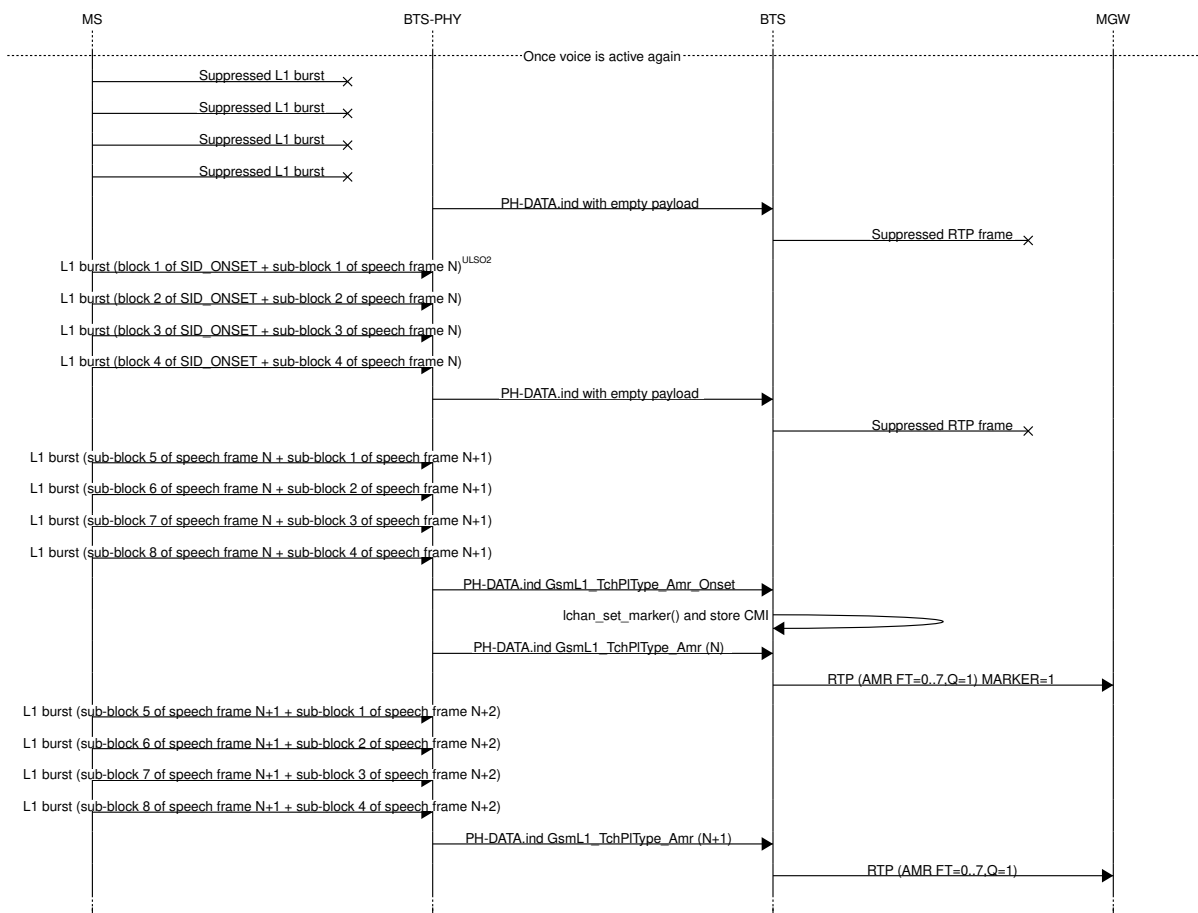 MS BTS-PHY BTS MGW
Once voice is active again
Suppressed L1 burst
Suppressed L1 burst
Suppressed L1 burst
Suppressed L1 burst
PH-DATA.ind with empty payload
Suppressed RTP frame
L1 burst (block 1 of SID_ONSET + sub-block 1 of speech frame N)ULSO2
L1 burst (block 2 of SID_ONSET + sub-block 2 of speech frame N)
L1 burst (block 3 of SID_ONSET + sub-block 3 of speech frame N)
L1 burst (block 4 of SID_ONSET + sub-block 4 of speech frame N)
PH-DATA.ind with empty payload
Suppressed RTP frame
L1 burst (sub-block 5 of speech frame N + sub-block 1 of speech frame N+1)
L1 burst (sub-block 6 of speech frame N + sub-block 2 of speech frame N+1)
L1 burst (sub-block 7 of speech frame N + sub-block 3 of speech frame N+1)
L1 burst (sub-block 8 of speech frame N + sub-block 4 of speech frame N+1)
PH-DATA.ind GsmL1_TchPlType_Amr_Onset
lchan_set_marker() and store CMI
PH-DATA.ind GsmL1_TchPlType_Amr (N)
RTP (AMR FT=0..7,Q=1) MARKER=1
L1 burst (sub-block 5 of speech frame N+1 + sub-block 1 of speech frame N+2)
L1 burst (sub-block 6 of speech frame N+1 + sub-block 2 of speech frame N+2)
L1 burst (sub-block 7 of speech frame N+1 + sub-block 3 of speech frame N+2)
L1 burst (sub-block 8 of speech frame N+1 + sub-block 4 of speech frame N+2)
PH-DATA.ind GsmL1_TchPlType_Amr (N+1)
RTP (AMR FT=0..7,Q=1)